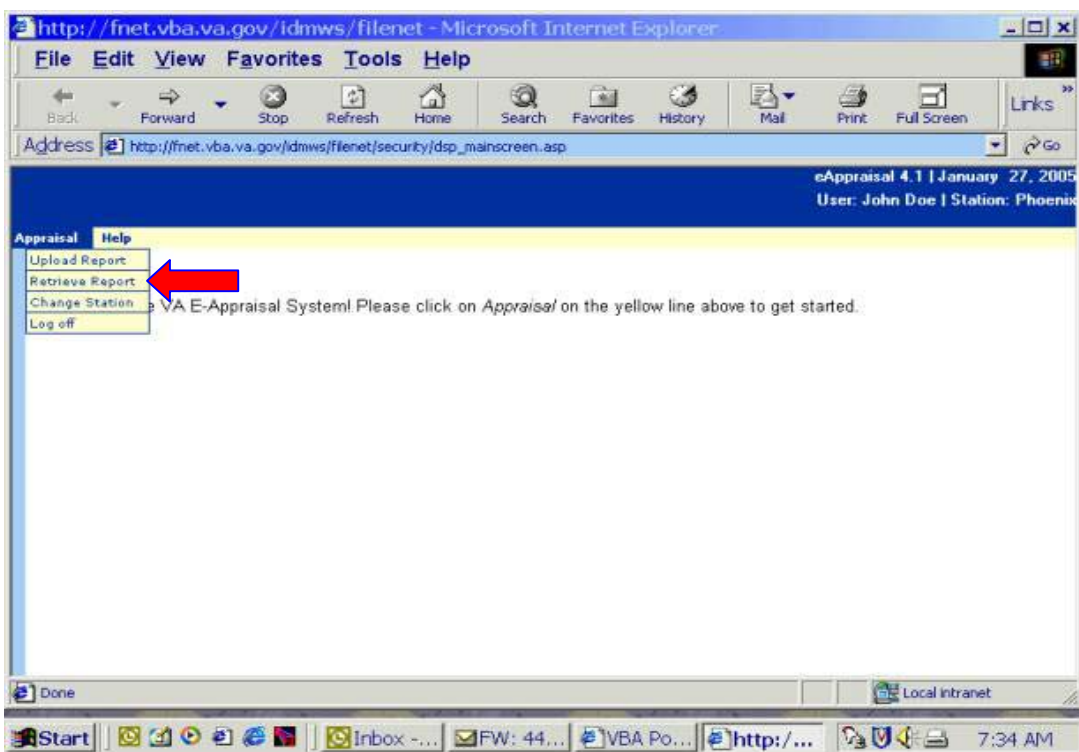 http://fnet.vba.va.gov/idmws/filenet - Microsoft Internet Explorer
File Edit View Favorites Tools Help
Back Forward Stop Refresh Home Search Favorites History Mail Print Full Screen Links »
Address http://fnet.vba.va.gov/idmws/filenet/security/dsp_mainscreen.asp Go
eAppraisal 4.1 | January 27, 2005
User: John Doe | Station: Phoenix
Appraisal Help
Upload Report
Retrieve Report
Change Station
VA E-Appraisal System! Please click on Appraisal on the yellow line above to get started.
Log off
Done Local intranet
Start Inbox -... FW: 44... VBA Po... http:/... 7:34 AM